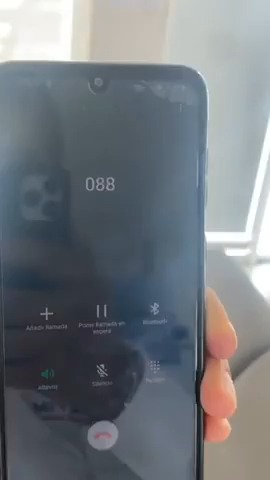 088
Añadir llamada
Poner llamada en
espera
Bluetooth
Altavoz
Silenciar
Teclado